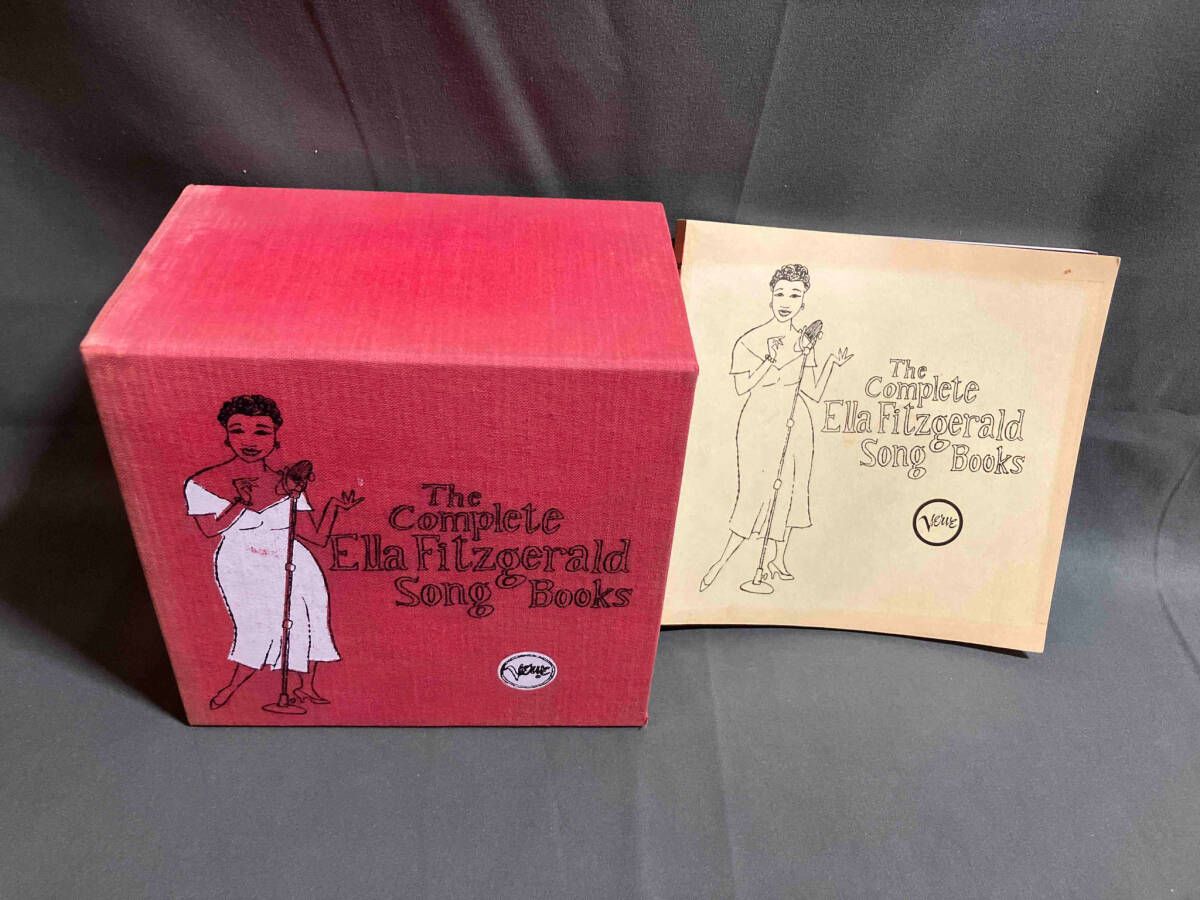 The
Complete
Ella Fitzgerald
Song Books
Verve
The
Complete
Ella Fitzgerald
Song Books
Verve